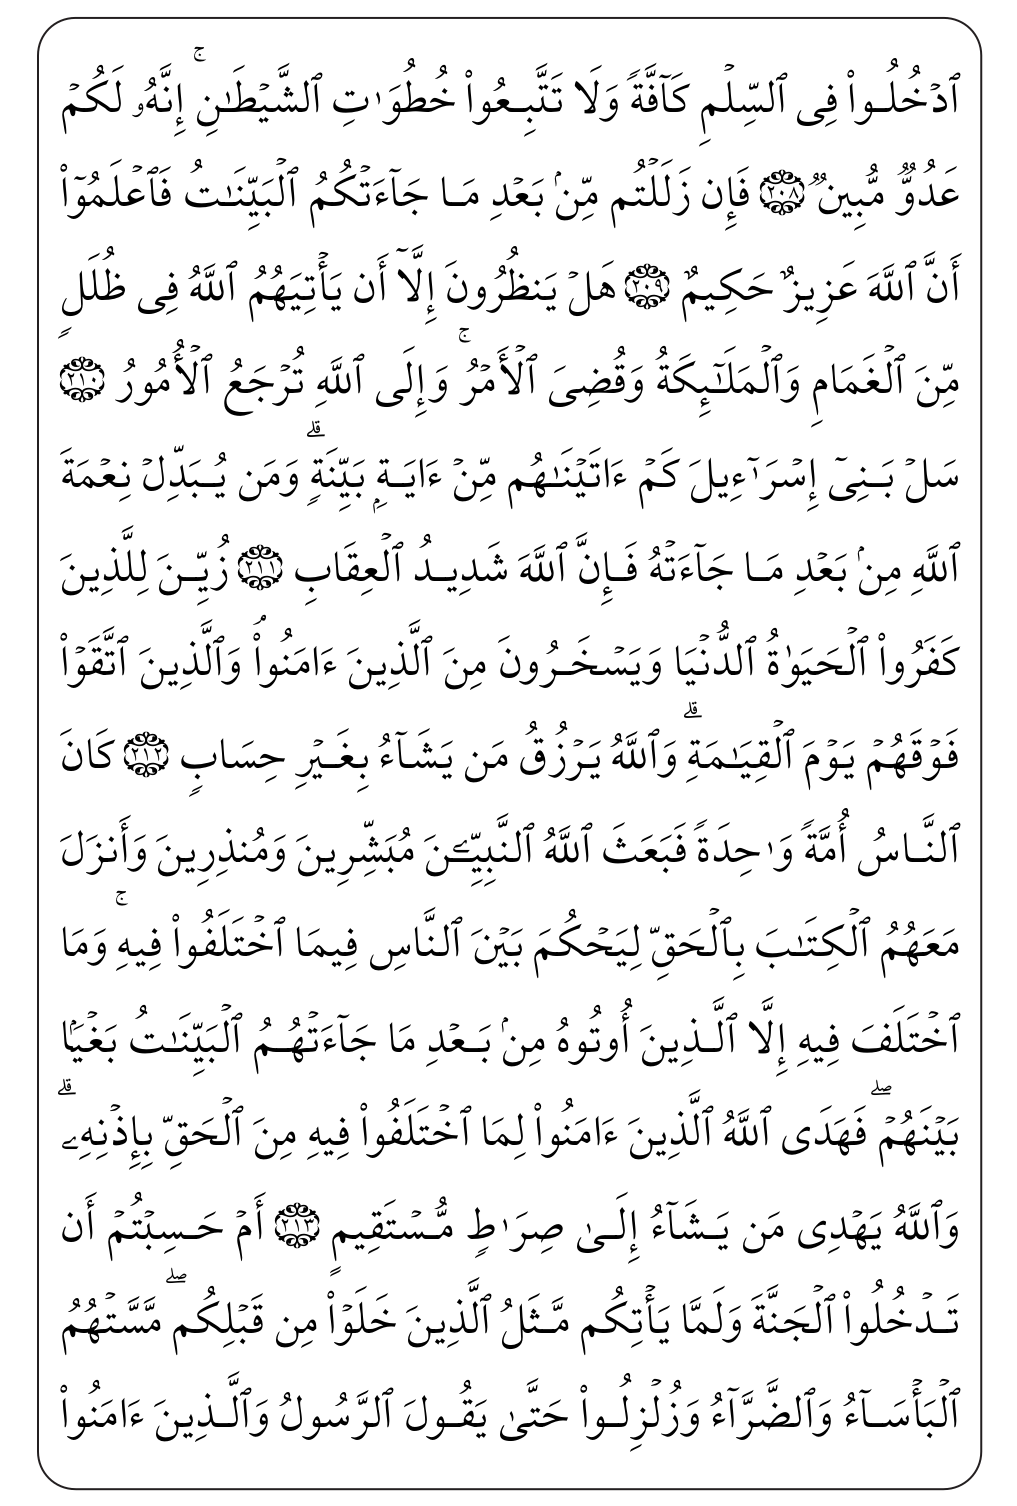 ٱدۡخُلُواْ فِى ٱلسِّلۡمِ كَآفَّةً وَلَا تَتَّبِعُواْ خُطُوَٰتِ ٱلشَّيۡطَـٰنِۚ إِنَّهُۥ لَكُمۡ
عَدُوٌّ مُّبِينٌ ۝٢٠٨ فَإِن زَلَلۡتُم مِّنۢ بَعۡدِ مَا جَآءَتۡكُمُ ٱلۡبَيِّنَـٰتُ فَٱعۡلَمُوٓاْ
أَنَّ ٱللَّهَ عَزِيزٌ حَكِيمٌ ۝٢٠٩ هَلۡ يَنظُرُونَ إِلَّآ أَن يَأۡتِيَهُمُ ٱللَّهُ فِى ظُلَلٍ
مِّنَ ٱلۡغَمَامِ وَٱلۡمَلَـٰٓئِكَةُ وَقُضِىَ ٱلۡأَمۡرُۚ وَإِلَى ٱللَّهِ تُرۡجَعُ ٱلۡأُمُورُ ۝٢١٠
سَلۡ بَنِىٓ إِسۡرَٰٓءِيلَ كَمۡ ءَاتَيۡنَـٰهُم مِّنۡ ءَايَةِۭ بَيِّنَةٍۗ وَمَن يُبَدِّلۡ نِعۡمَةَ
ٱللَّهِ مِنۢ بَعۡدِ مَا جَآءَتۡهُ فَإِنَّ ٱللَّهَ شَدِيدُ ٱلۡعِقَابِ ۝٢١١ زُيِّنَ لِلَّذِينَ
كَفَرُواْ ٱلۡحَيَوٰةُ ٱلدُّنۡيَا وَيَسۡخَرُونَ مِنَ ٱلَّذِينَ ءَامَنُواْۘ وَٱلَّذِينَ ٱتَّقَوۡاْ
فَوۡقَهُمۡ يَوۡمَ ٱلۡقِيَـٰمَةِۗ وَٱللَّهُ يَرۡزُقُ مَن يَشَآءُ بِغَيۡرِ حِسَابٍ ۝٢١٢ كَانَ
ٱلنَّاسُ أُمَّةً وَٰحِدَةً فَبَعَثَ ٱللَّهُ ٱلنَّبِيِّـۧنَ مُبَشِّرِينَ وَمُنذِرِينَ وَأَنزَلَ
مَعَهُمُ ٱلۡكِتَـٰبَ بِٱلۡحَقِّ لِيَحۡكُمَ بَيۡنَ ٱلنَّاسِ فِيمَا ٱخۡتَلَفُواْ فِيهِۚ وَمَا
ٱخۡتَلَفَ فِيهِ إِلَّا ٱلَّذِينَ أُوتُوهُ مِنۢ بَعۡدِ مَا جَآءَتۡهُمُ ٱلۡبَيِّنَـٰتُ بَغۡيَۢا
بَيۡنَهُمۡۖ فَهَدَى ٱللَّهُ ٱلَّذِينَ ءَامَنُواْ لِمَا ٱخۡتَلَفُواْ فِيهِ مِنَ ٱلۡحَقِّ بِإِذۡنِهِۦۗ
وَٱللَّهُ يَهۡدِى مَن يَشَآءُ إِلَىٰ صِرَٰطٍ مُّسۡتَقِيمٍ ۝٢١٣ أَمۡ حَسِبۡتُمۡ أَن
تَدۡخُلُواْ ٱلۡجَنَّةَ وَلَمَّا يَأۡتِكُم مَّثَلُ ٱلَّذِينَ خَلَوۡاْ مِن قَبۡلِكُمۖ مَّسَّتۡهُمُ
ٱلۡبَأۡسَآءُ وَٱلضَّرَّآءُ وَزُلۡزِلُواْ حَتَّىٰ يَقُولَ ٱلرَّسُولُ وَٱلَّذِينَ ءَامَنُواْ